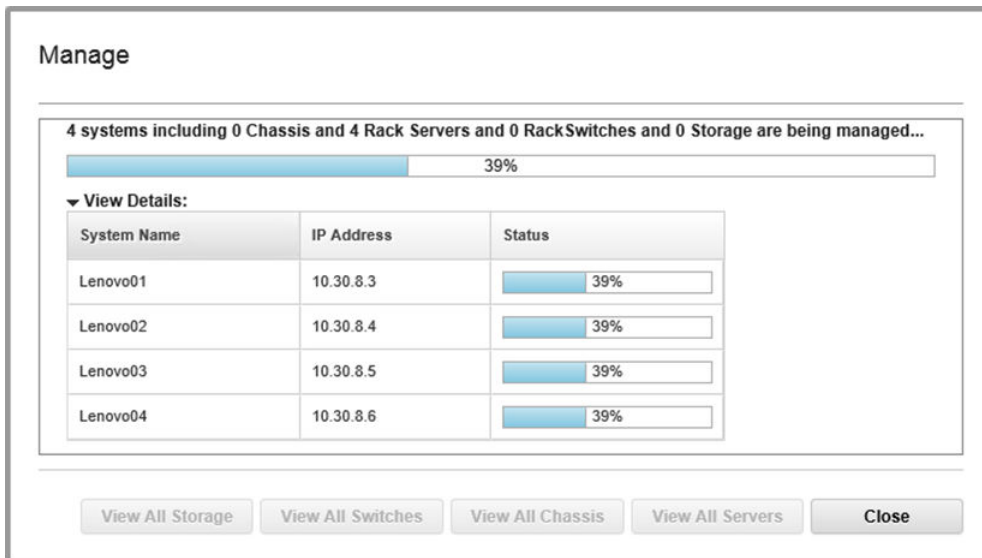 Manage
4 systems including 0 Chassis and 4 Rack Servers and 0 RackSwitches and 0 Storage are being managed...
39%
View Details:
System Name IP Address Status
Lenovo01 10.30.8.3 39%
Lenovo02 10.30.8.4 39%
Lenovo03 10.30.8.5 39%
Lenovo04 10.30.8.6 39%
View All Storage View All Switches View All Chassis View All Servers Close